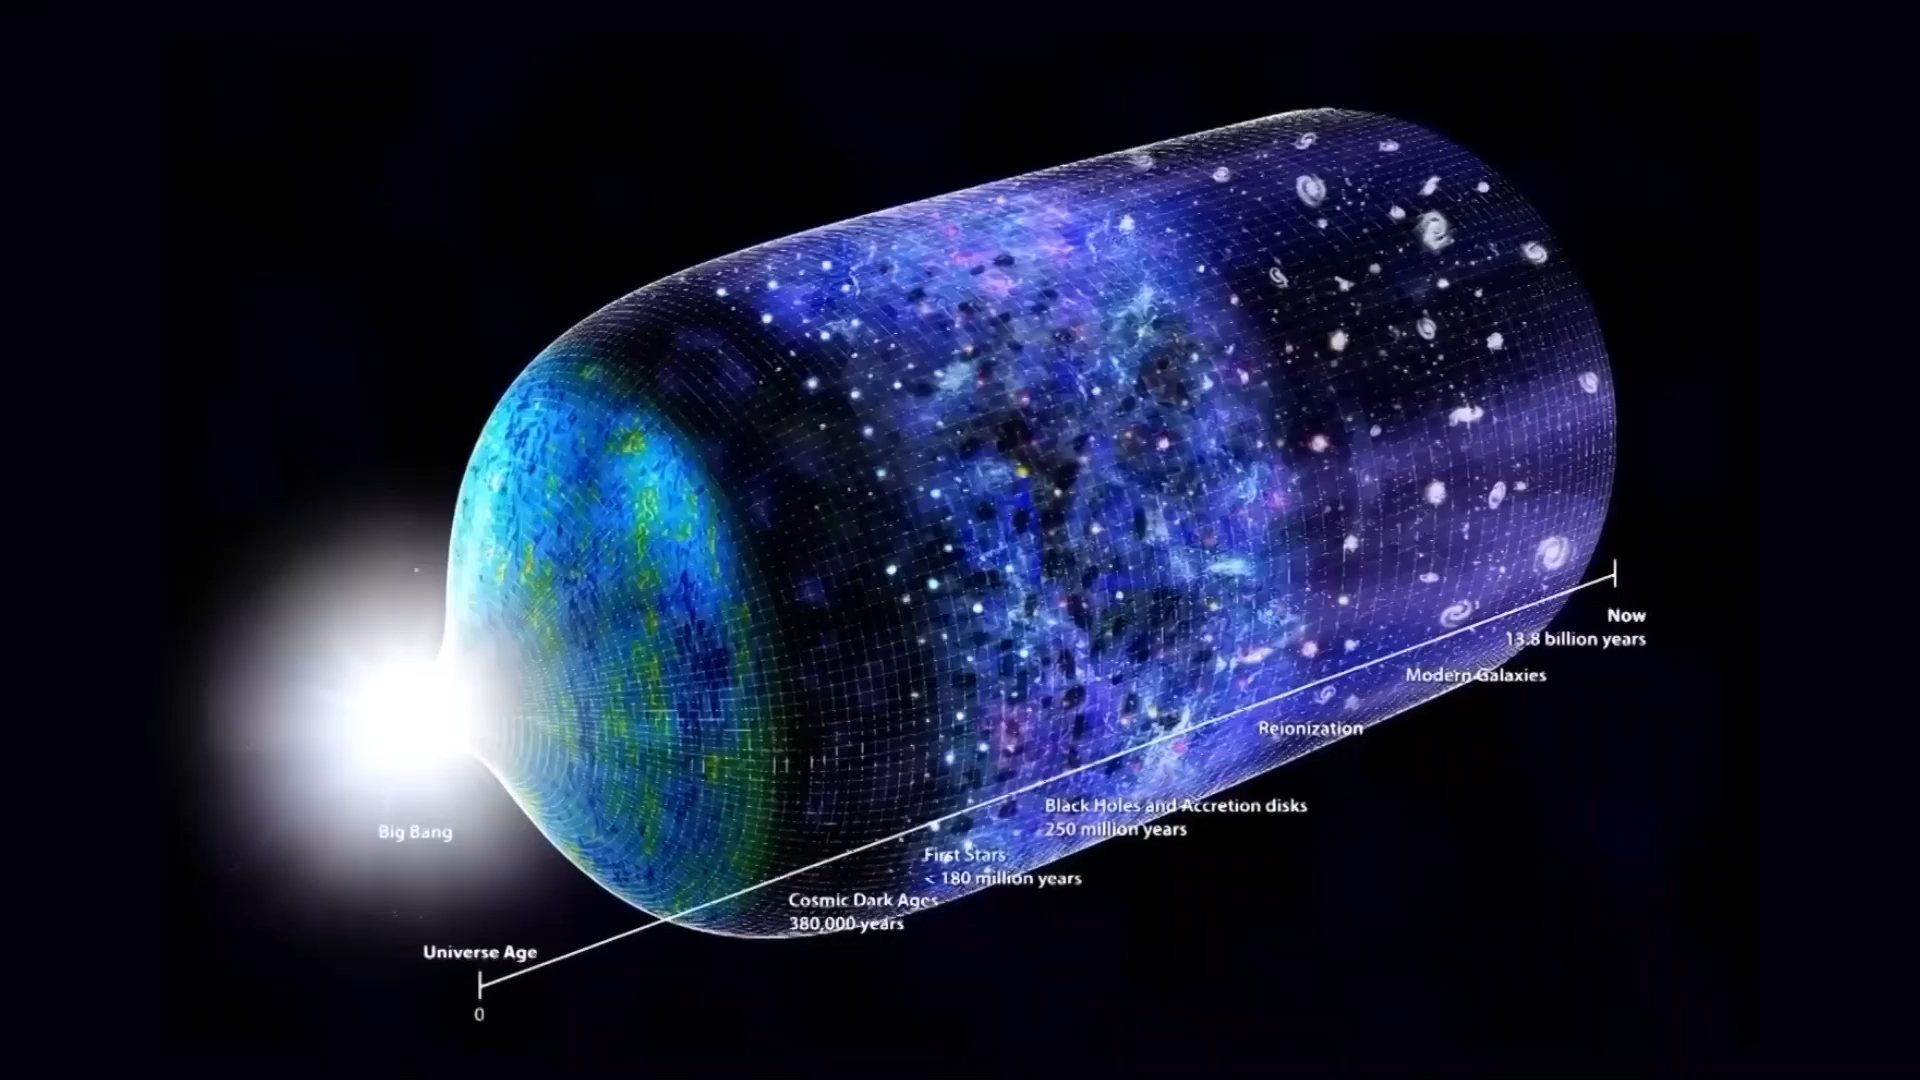 Big Bang
Universe Age
0
Cosmic Dark Ages
380,000 years
First Stars
< 180 million years
Black Holes and Accretion disks
250 million years
Reionization
Modern Galaxies
Now
13.8 billion years